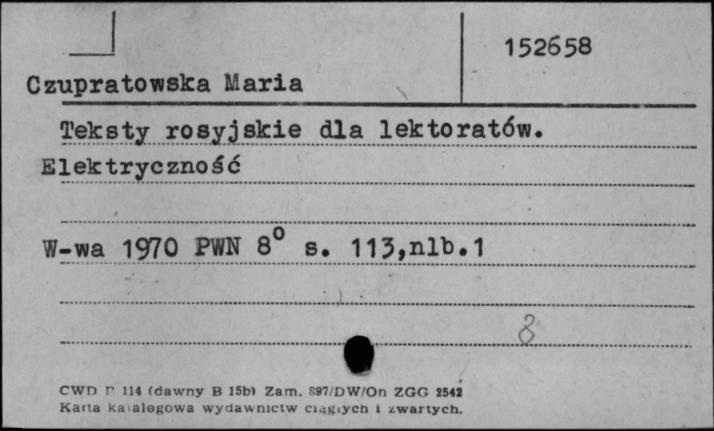 152658
Czupratowska Maria
Teksty rosyjskie dla lektoratów.
Elektryczność
W-wa 1970 PWN 8° s. 113,nlb.1
8
CWD 114 (dawny B 15b) Zam. 897/DW/On ZGG 2542
Karta katalogowa wydawnictw ciągłych i zwartych.